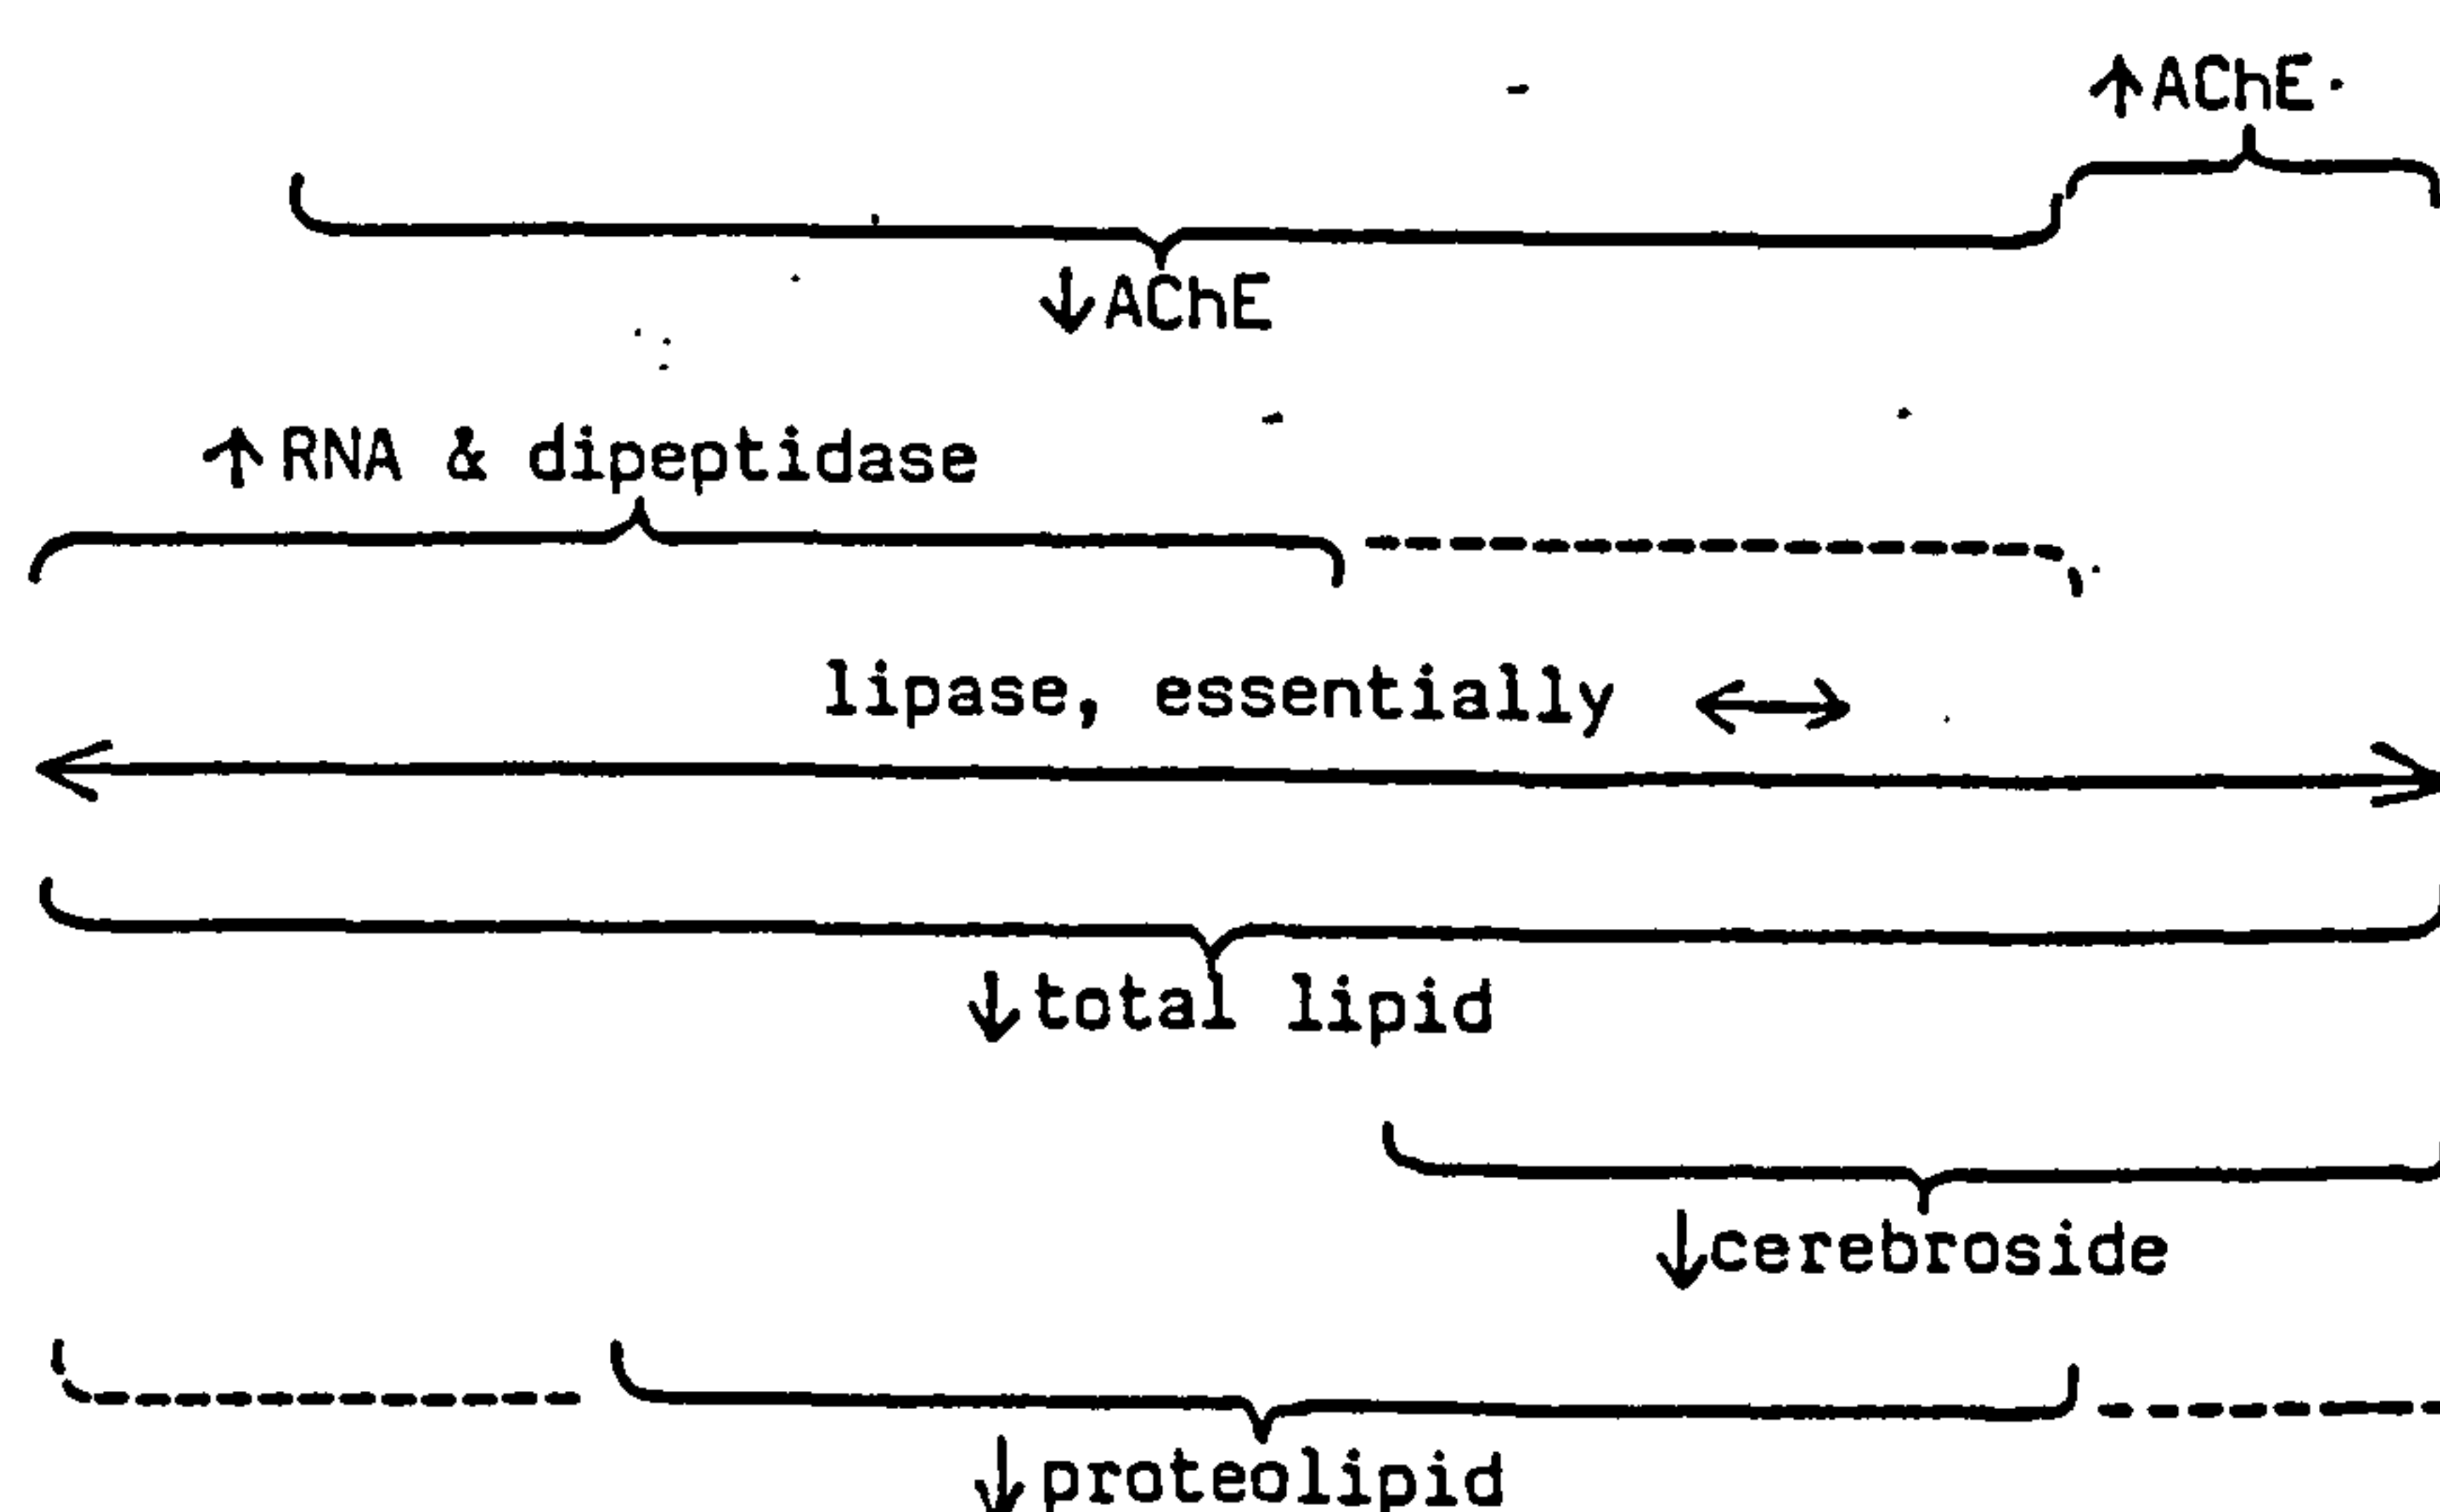 ↑AChE
↓AChE
↑RNA & dipeptidase
lipase, essentially ↔
↓total lipid
↓cerebroside
↓proteolipid